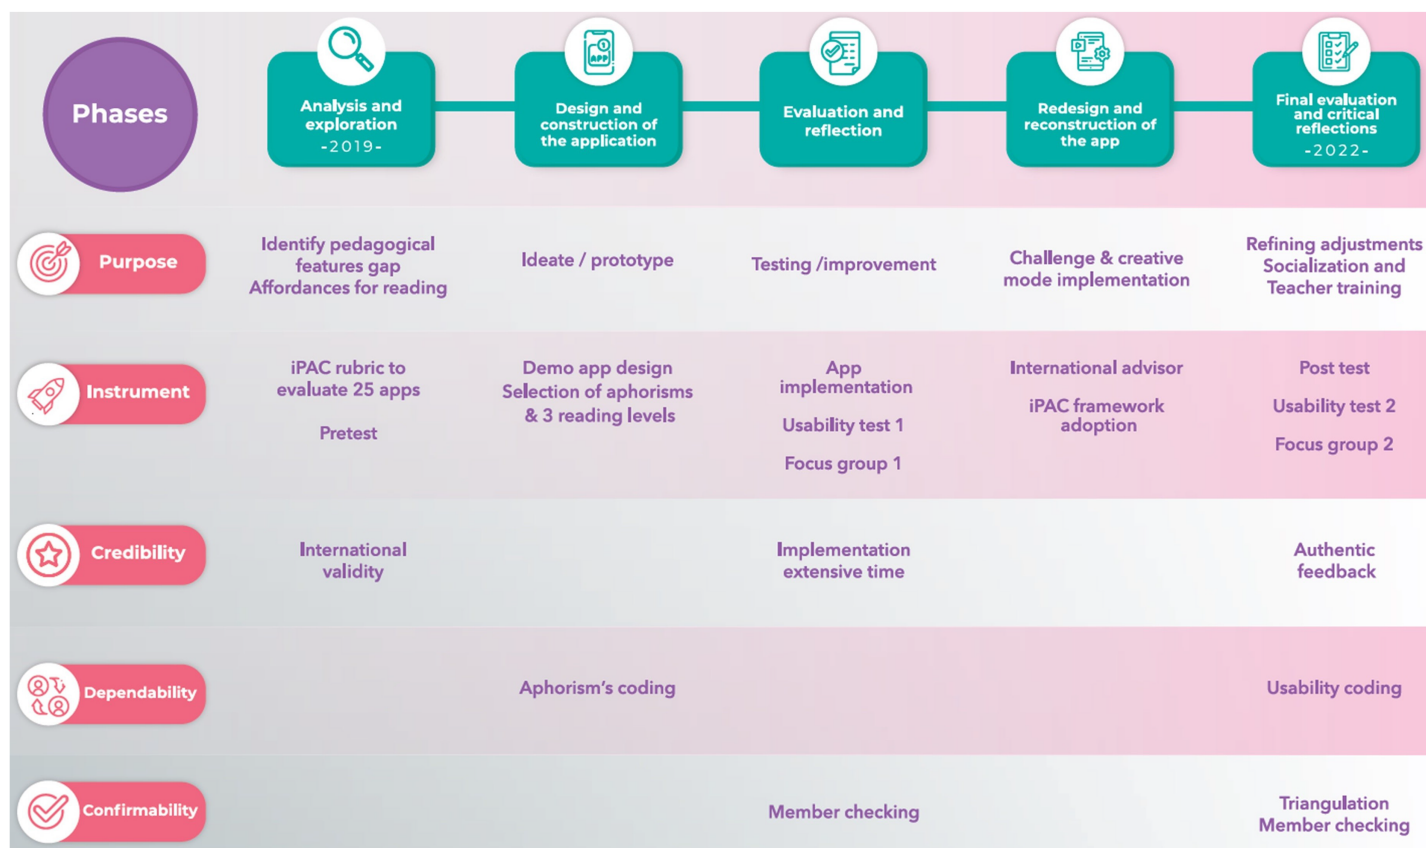 Phases
Analysis and
exploration
-2019-
Design and
construction of
the application
Evaluation and
reflection
Redesign and
reconstruction of
the app
Final evaluation
and critical
reflections
-2022-
APP
1
Purpose
Identify pedagogical
features gap
Affordances for reading
Ideate / prototype
Testing /improvement
Challenge & creative
mode implementation
Refining adjustments
Socialization and
Teacher training
Instrument
iPAC rubric to
evaluate 25 apps
Pretest
Demo app design
Selection of aphorisms
& 3 reading levels
App
implementation
Usability test 1
Focus group 1
International advisor
iPAC framework
adoption
Post test
Usability test 2
Focus group 2
Credibility
International
validity
Implementation
extensive time
Authentic
feedback
Dependability
Aphorism's coding
Usability coding
Confirmability
Member checking
Triangulation
Member checking